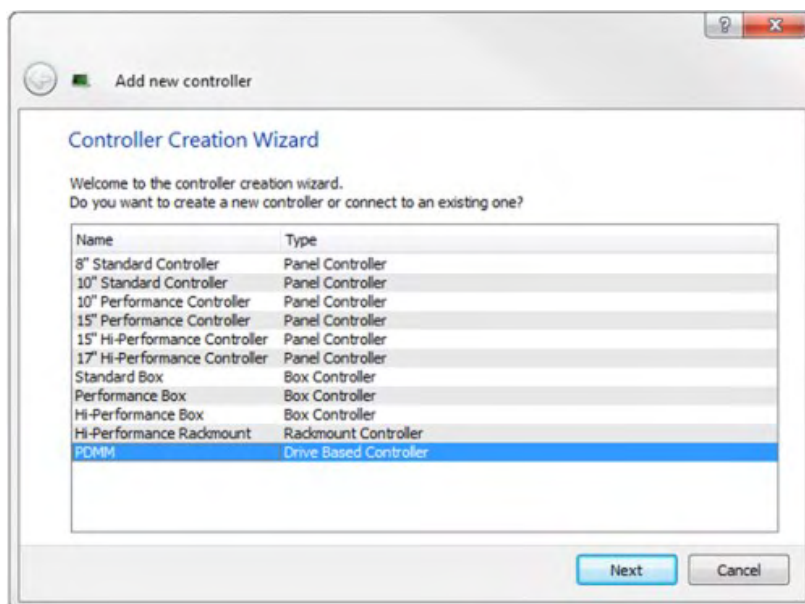 Add new controller
Controller Creation Wizard
Welcome to the controller creation wizard.
Do you want to create a new controller or connect to an existing one?
Name Type
8" Standard Controller Panel Controller
10" Standard Controller Panel Controller
10" Performance Controller Panel Controller
15" Performance Controller Panel Controller
15" Hi-Performance Controller Panel Controller
17" Hi-Performance Controller Panel Controller
Standard Box Box Controller
Performance Box Box Controller
Hi-Performance Box Box Controller
Hi-Performance Rackmount Rackmount Controller
PDMM Drive Based Controller
Next Cancel